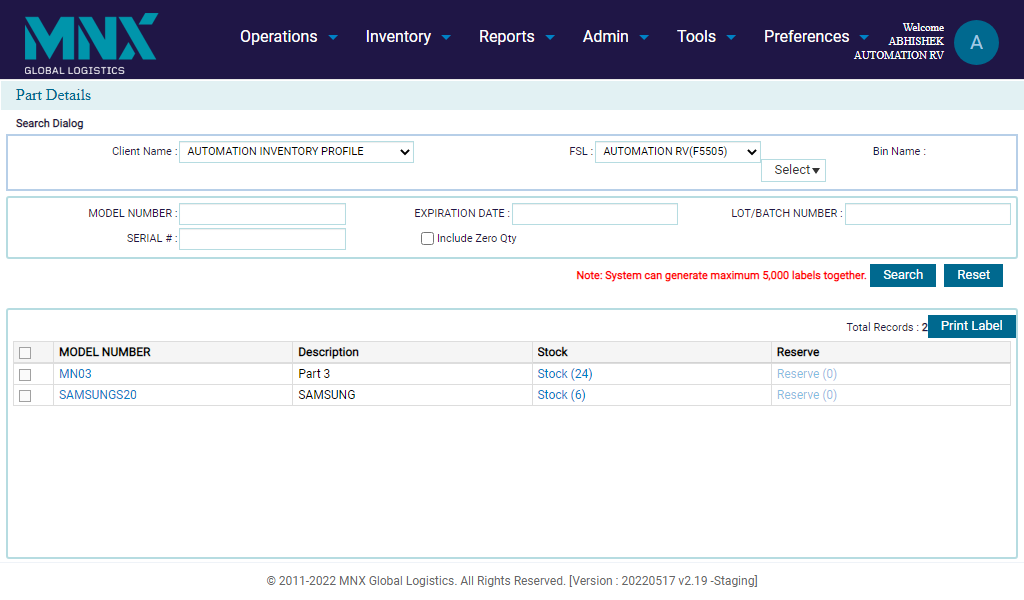 MNX
GLOBAL LOGISTICS
Operations Inventory Reports Admin Tools Preferences
Welcome
ABHISHEK
AUTOMATION RV
A
Part Details
Search Dialog
Client Name : AUTOMATION INVENTORY PROFILE FSL : AUTOMATION RV(F5505) Bin Name :
Select
MODEL NUMBER : EXPIRATION DATE : LOT/BATCH NUMBER :
SERIAL # : Include Zero Qty
Note: System can generate maximum 5,000 labels together. Search Reset
Total Records : 2 Print Label
MODEL NUMBER Description Stock Reserve
MN03 Part 3 Stock (24) Reserve (0)
SAMSUNGS20 SAMSUNG Stock (6) Reserve (0)
© 2011-2022 MNX Global Logistics. All Rights Reserved. [Version : 20220517 v2.19 -Staging]